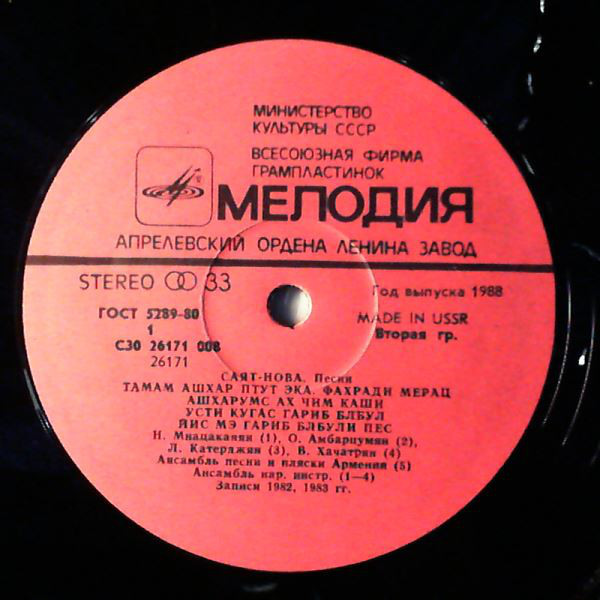 МИНИСТЕРСТВО
КУЛЬТУРЫ СССР
ВСЕСОЮЗНАЯ ФИРМА
ГРАМПЛАСТИНОК
МЕЛОДИЯ
АПРЕЛЕВСКИЙ ОРДЕНА ЛЕНИНА ЗАВОД
STEREO 33
Год выпуска 1988
ГОСТ 5289-80
MADE IN USSR
1
Вторая гр.
С30 26171 008
26171
САЯТ-НОВА. Песни
ТАМАМ АШХАР ПТУТ ЭКА. ФАХРАДИ МЕРАЦ
АШХАРУМС АХ ЧИМ КАШИ
УСТИ КУГАС ГАРИБ БЛБУЛ
ЙИС МЭ ГАРИБ БЛБУЛИ ПЕС
Н. Мнацаканян (1), О. Амбарцумян (2),
Л. Катерджян (3), В. Хачатрян (4)
Ансамбль песни и пляски Армении (5)
Ансамбль нар. инстр. (1—4)
Записи 1982, 1983 гг.